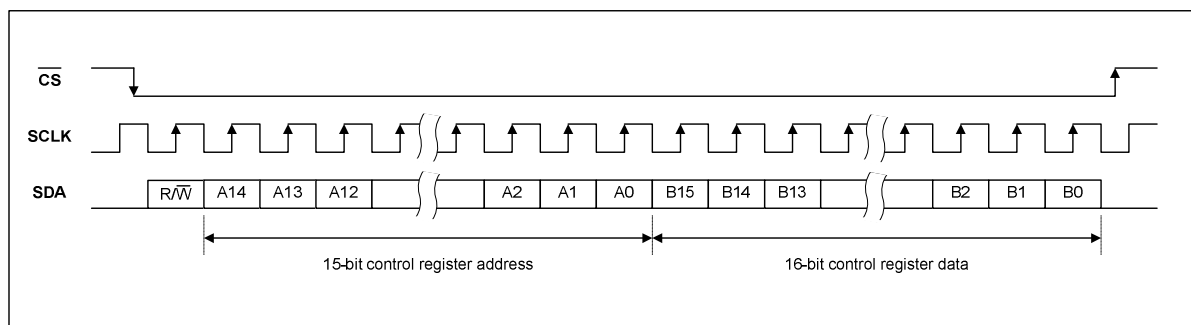 CS
SCLK
SDA
R/W A14 A13 A12 A2 A1 A0 B15 B14 B13 B2 B1 B0
15-bit control register address
16-bit control register data